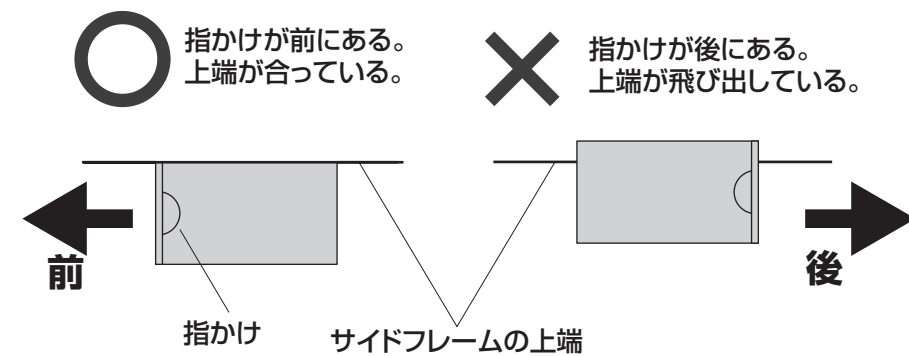 指かけが前にある。
上端が合っている。
指かけが後にある。
上端が飛び出している。
前
後
指かけ
サイドフレームの上端